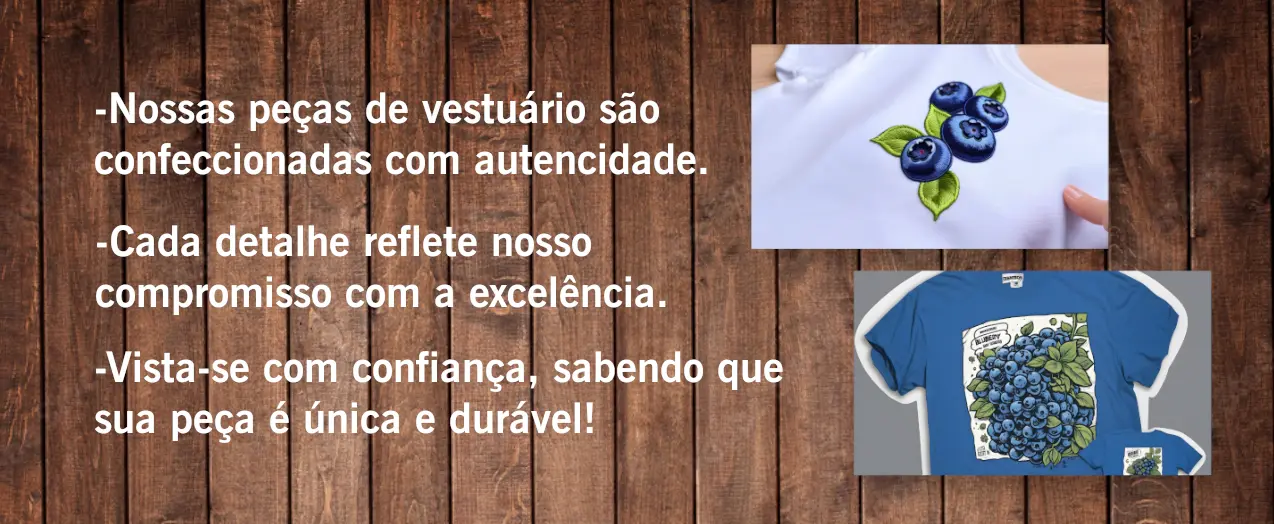 -Nossas peças de vestuário são
confeccionadas com autencidade.
-Cada detalhe reflete nosso
compromisso com a excelência.
-Vista-se com confiança, sabendo que
sua peça é única e durável!